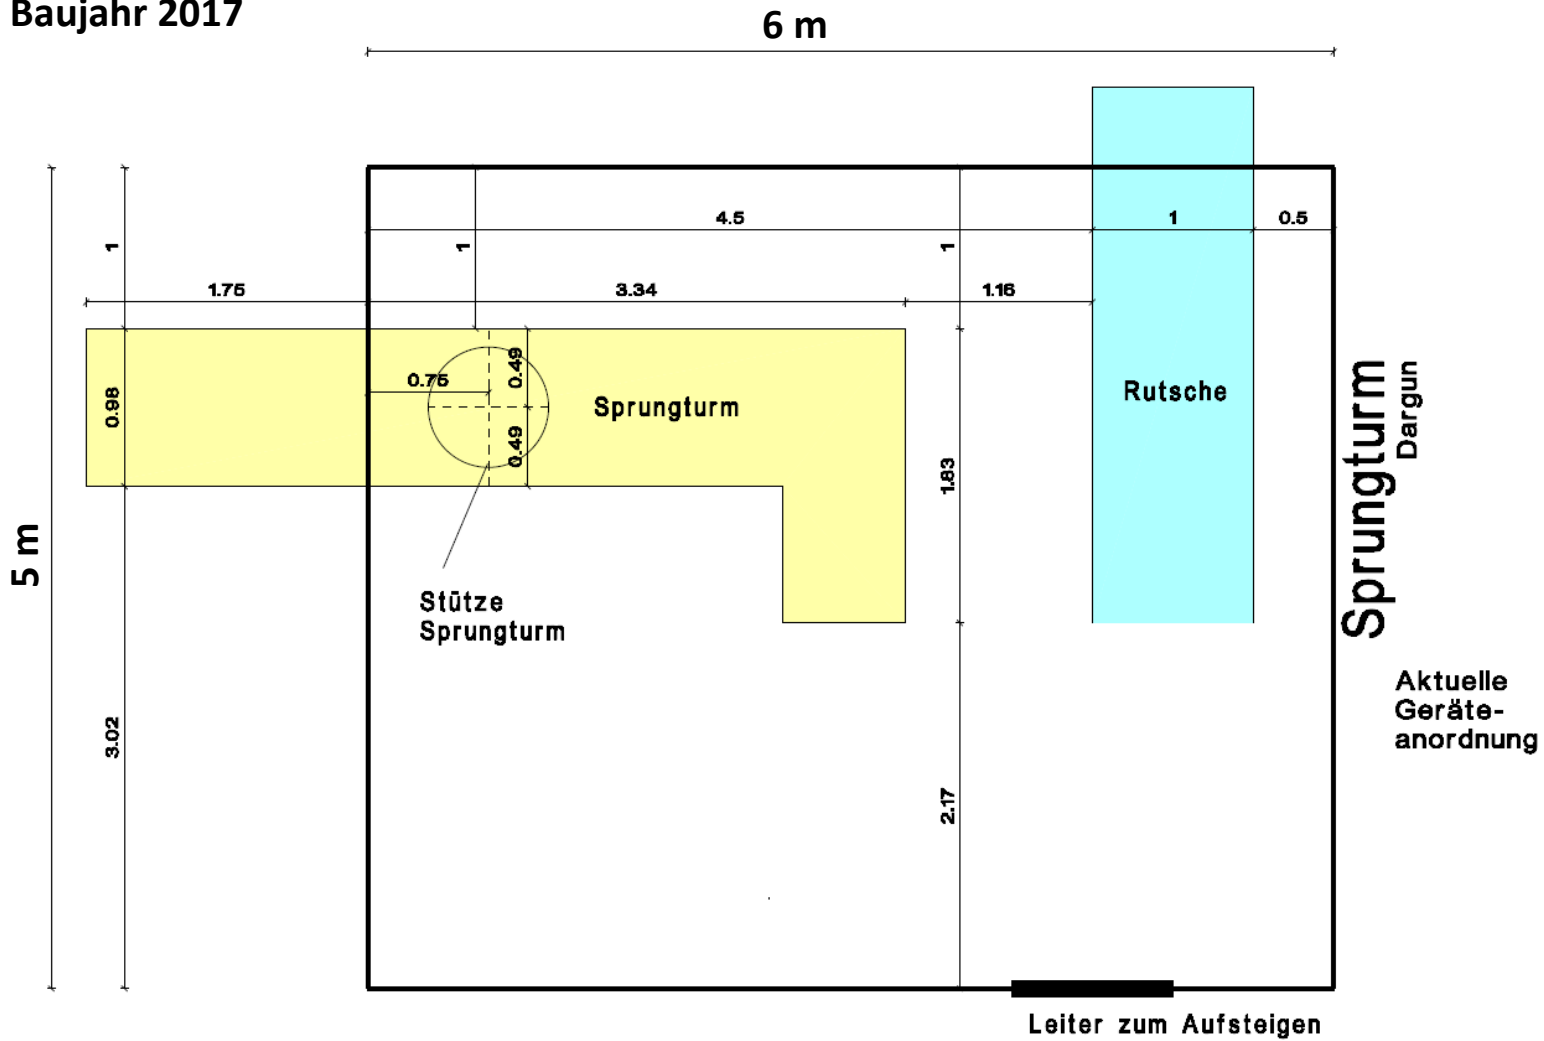 Baujahr 2017
6 m
4.5
1
0.5
1
1
1
1.75
3.34
1.16
0.98
0.75
0.49
0.49
Sprungturm
Rutsche
1.83
Sprungturm
Dargun
5 m
Stütze
Sprungturm
Aktuelle
Geräte-
anordnung
3.02
2.17
Leiter zum Aufsteigen